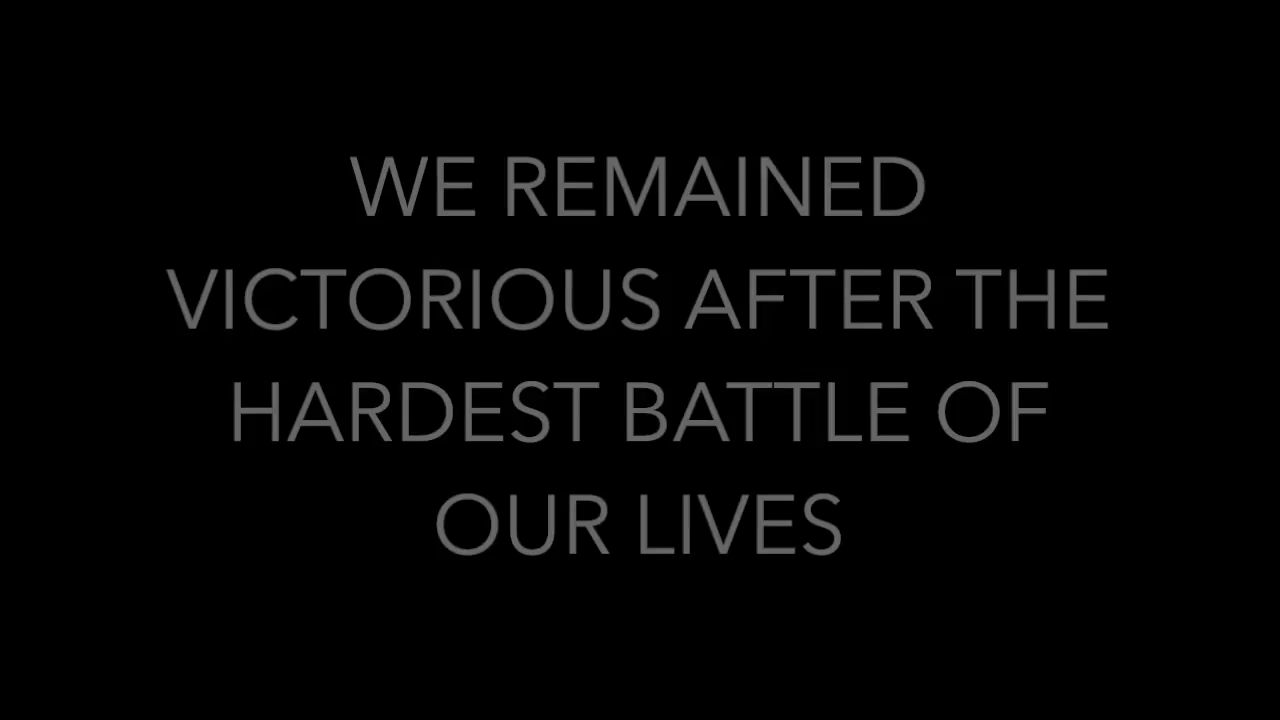 WE REMAINED
VICTORIOUS AFTER THE
HARDEST BATTLE OF
OUR LIVES